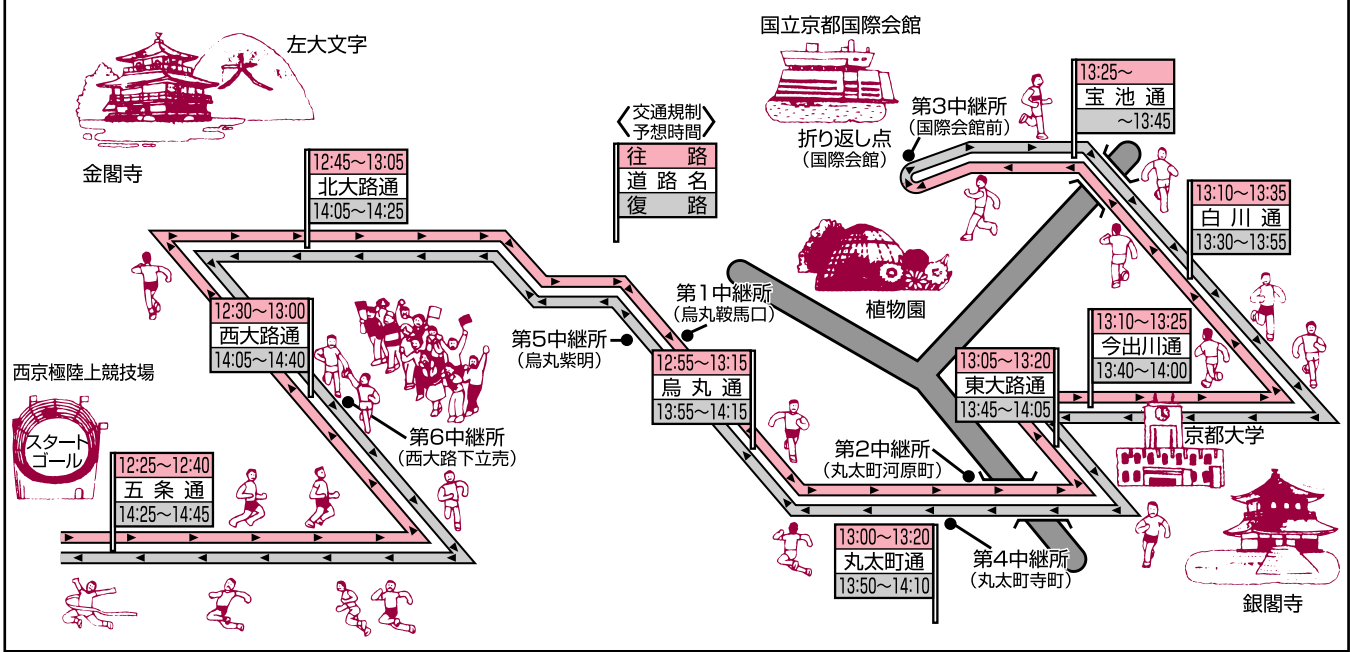 左大文字
金閣寺
国立京都国際会館
折り返し点
（国際会館）
第3中継所
（国際会館前）
13:25～
宝池通
～13:45
〈交通規制
予想時間〉
往路
道路名
復路
12:45～13:05
北大路通
14:05～14:25
13:10～13:35
白川通
13:30～13:55
植物園
12:30～13:00
西大路通
14:05～14:40
第1中継所
（烏丸鞍馬口）
第5中継所
（烏丸紫明）
12:55～13:15
烏丸通
13:55～14:15
13:05～13:20
東大路通
13:45～14:05
13:10～13:25
今出川通
13:40～14:00
西京極陸上競技場
スタート
ゴール
第6中継所
（西大路下立売）
12:25～12:40
五条通
14:25～14:45
第2中継所
（丸太町河原町）
京都大学
13:00～13:20
丸太町通
13:50～14:10
第4中継所
（丸太町寺町）
銀閣寺